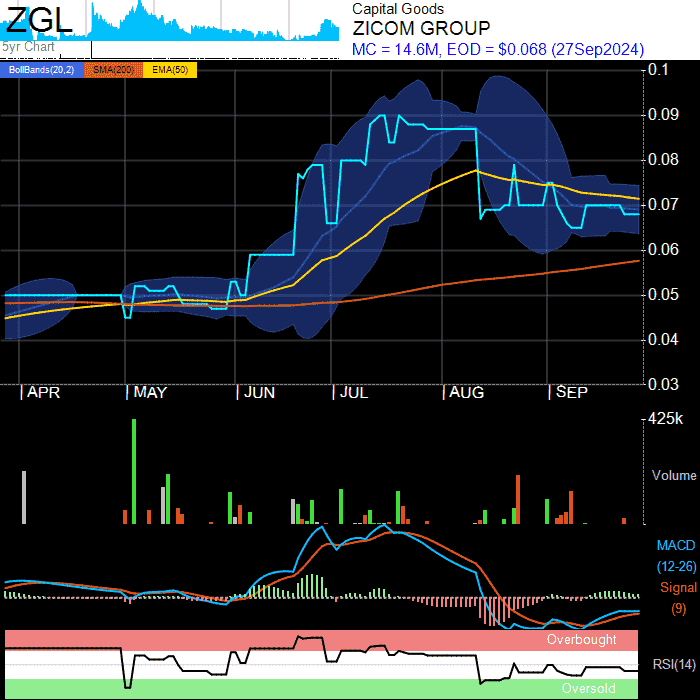 ZGL
5yr Chart
Capital Goods
ZICOM GROUP
MC = 14.6M, EOD = $0.068 (27Sep2024)
BollBands(20,2) SMA(200) EMA(50)
0.1
0.09
0.08
0.07
0.06
0.05
0.04
0.03
APR MAY JUN JUL AUG SEP
425k
Volume
MACD
(12-26)
Signal
(9)
Overbought
RSI(14)
Oversold